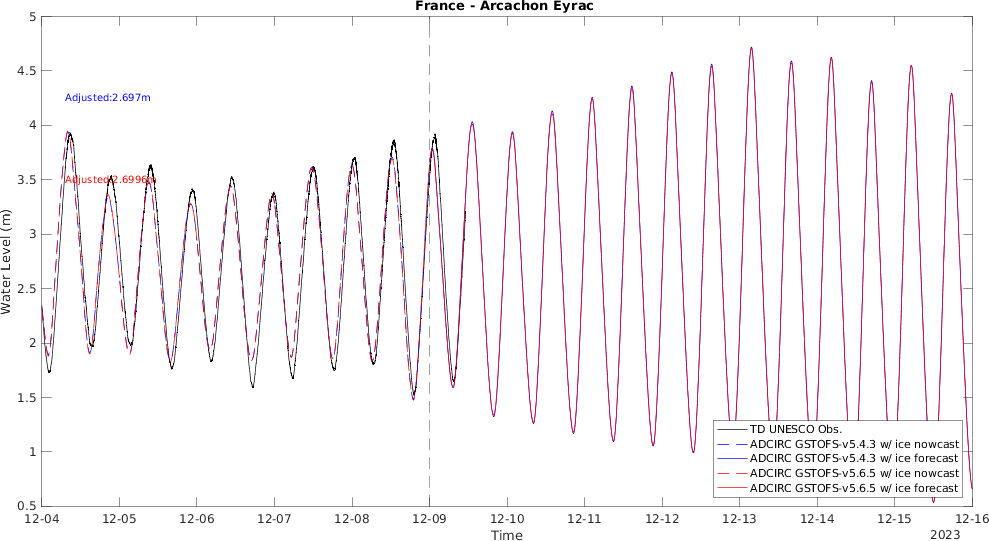 France - Arcachon Eyrac
5
4.5
4
3.5
3
2.5
2
1.5
1
0.5
Water Level (m)
Adjusted:2.697m
Adjusted:2.6996m
TD UNESCO Obs.
ADCIRC GSTOFS-v5.4.3 w/ ice nowcast
ADCIRC GSTOFS-v5.4.3 w/ ice forecast
ADCIRC GSTOFS-v5.6.5 w/ ice nowcast
ADCIRC GSTOFS-v5.6.5 w/ ice forecast
12-04 12-05 12-06 12-07 12-08 12-09 12-10 12-11 12-12 12-13 12-14 12-15 12-16
Time
2023